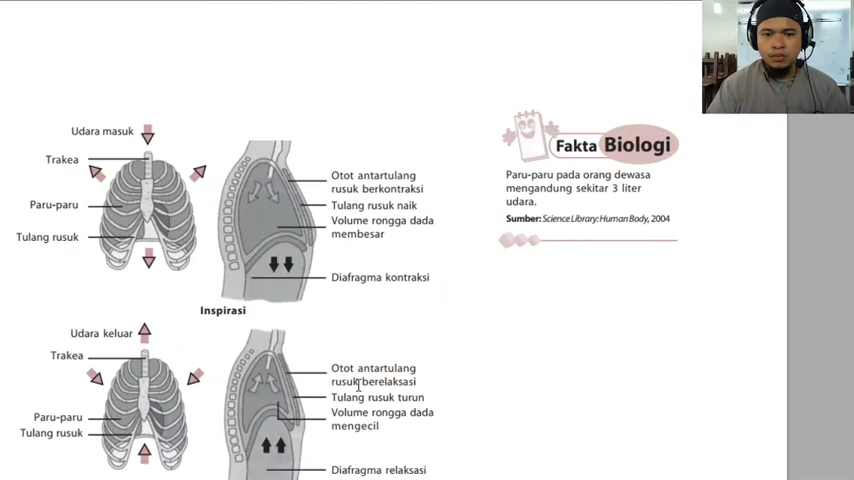 Udara masuk
Trakea
Paru-paru
Tulang rusuk
Otot antartulang
rusuk berkontraksi
Tulang rusuk naik
Volume rongga dada
membesar
Diafragma kontraksi
Inspirasi
Udara keluar
Trakea
Paru-paru
Tulang rusuk
Otot antartulang
rusuk berelaksasi
Tulang rusuk turun
Volume rongga dada
mengecil
Diafragma relaksasi
Fakta Biologi
Paru-paru pada orang dewasa
mengandung sekitar 3 liter
udara.
Sumber: Science Library: Human Body, 2004